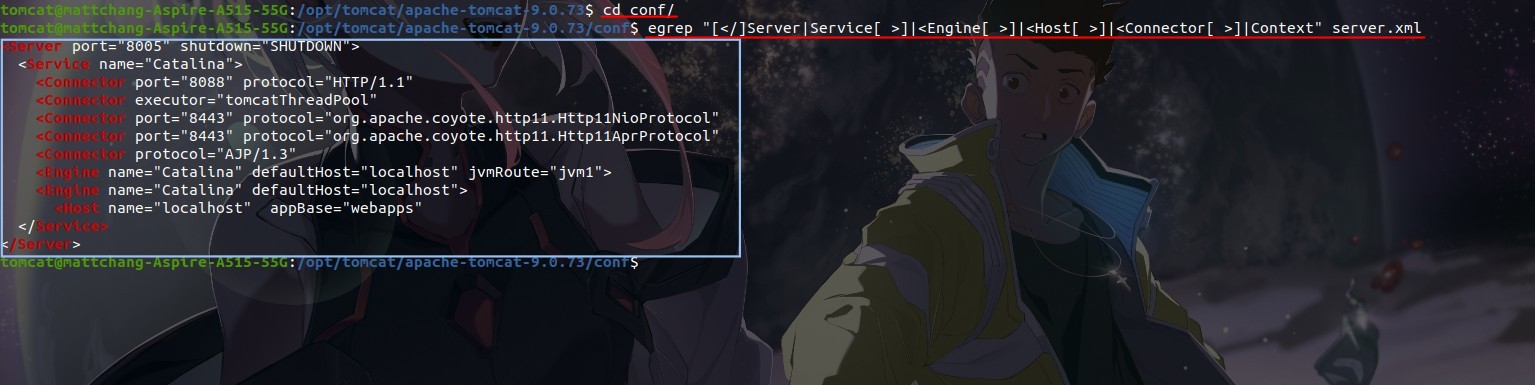 tomcat@mattchang-Aspire-A515-55G:/opt/tomcat/apache-tomcat-9.0.73$ cd conf/
tomcat@mattchang-Aspire-A515-55G:/opt/tomcat/apache-tomcat-9.0.73/conf$ egrep "[</]Server|Service[ >]|<Engine[ >]|<Host[ >]|<Connector[ >]|Context"  server.xml
<Server port="8005" shutdown="SHUTDOWN">
  <Service name="Catalina">
    <Connector port="8088" protocol="HTTP/1.1"
    <Connector executor="tomcatThreadPool"
    <Connector port="8443" protocol="org.apache.coyote.http11.Http11NioProtocol"
    <Connector port="8443" protocol="org.apache.coyote.http11.Http11AprProtocol"
    <Connector protocol="AJP/1.3"
    <Engine name="Catalina" defaultHost="localhost" jvmRoute="jvm1">
    <Engine name="Catalina" defaultHost="localhost">
      <Host name="localhost"  appBase="webapps"
  </Service>
</Server>
tomcat@mattchang-Aspire-A515-55G:/opt/tomcat/apache-tomcat-9.0.73/conf$